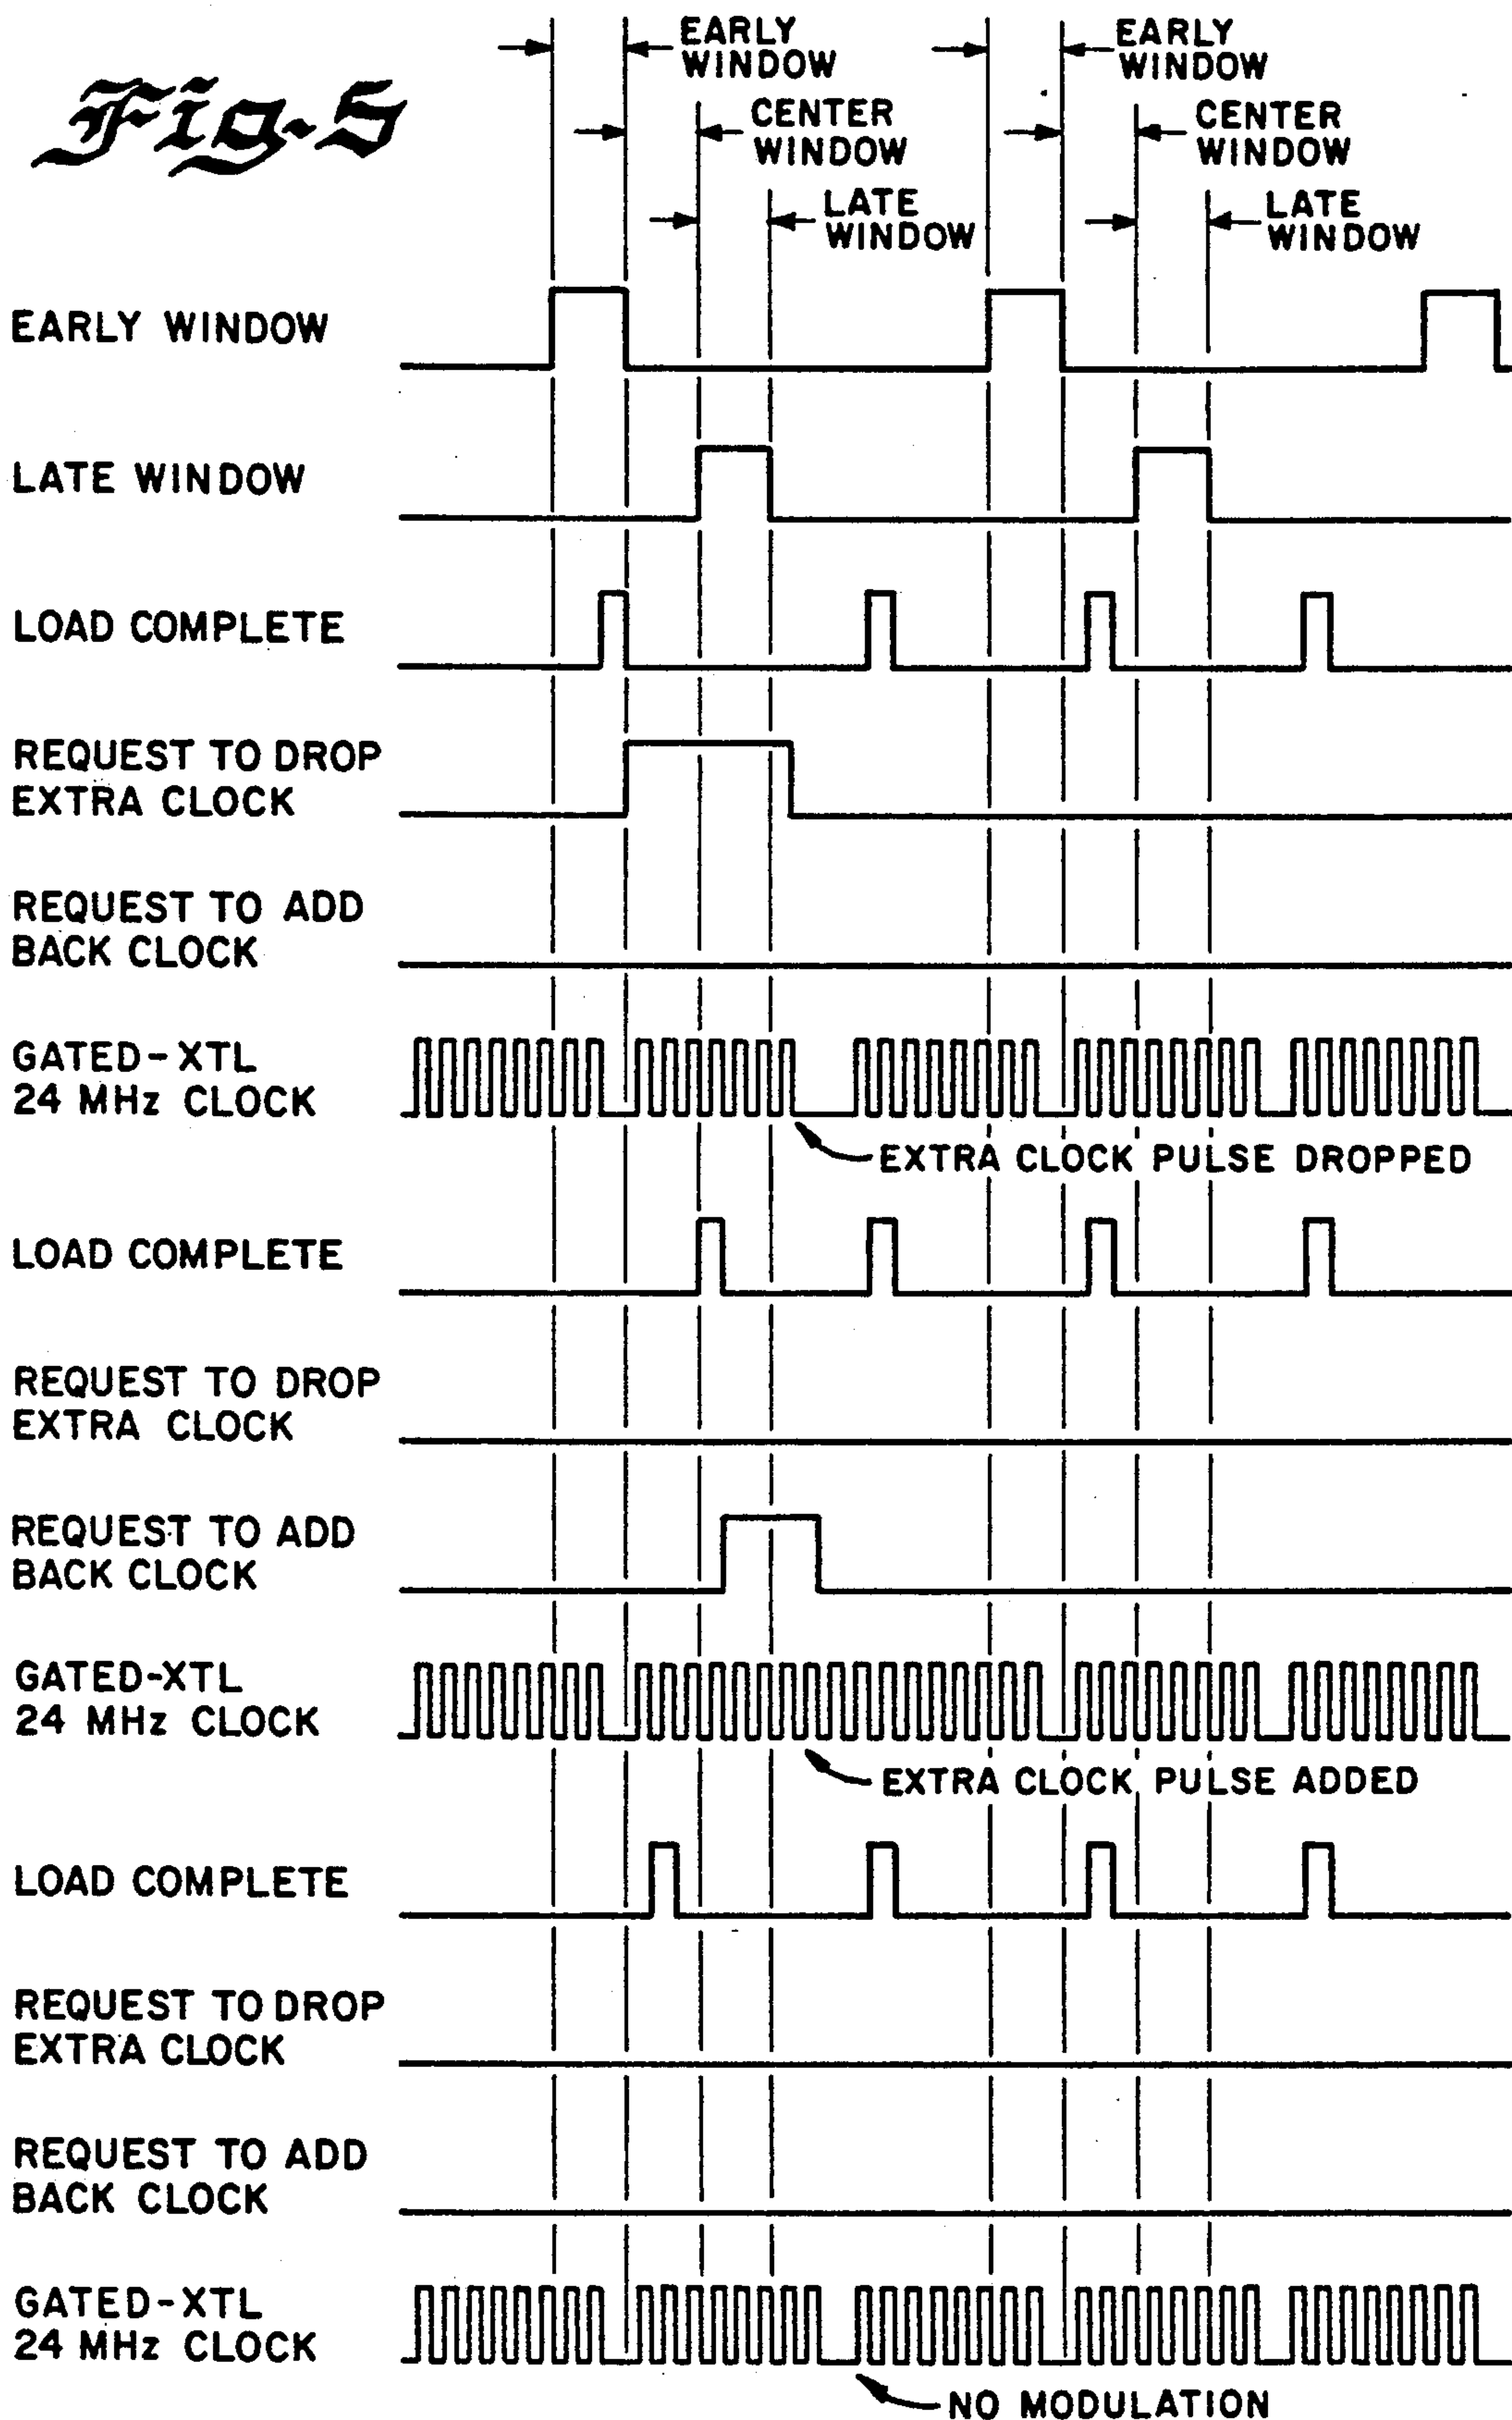 Fig. 5
EARLY
WINDOW
EARLY
WINDOW
CENTER
WINDOW
CENTER
WINDOW
LATE
WINDOW
LATE
WINDOW
EARLY WINDOW
LATE WINDOW
LOAD COMPLETE
REQUEST TO DROP
EXTRA CLOCK
REQUEST TO ADD
BACK CLOCK
GATED-XTL
24 MHz CLOCK
EXTRA CLOCK PULSE DROPPED
LOAD COMPLETE
REQUEST TO DROP
EXTRA CLOCK
REQUEST TO ADD
BACK CLOCK
GATED-XTL
24 MHz CLOCK
EXTRA CLOCK PULSE ADDED
LOAD COMPLETE
REQUEST TO DROP
EXTRA CLOCK
REQUEST TO ADD
BACK CLOCK
GATED-XTL
24 MHz CLOCK
NO MODULATION